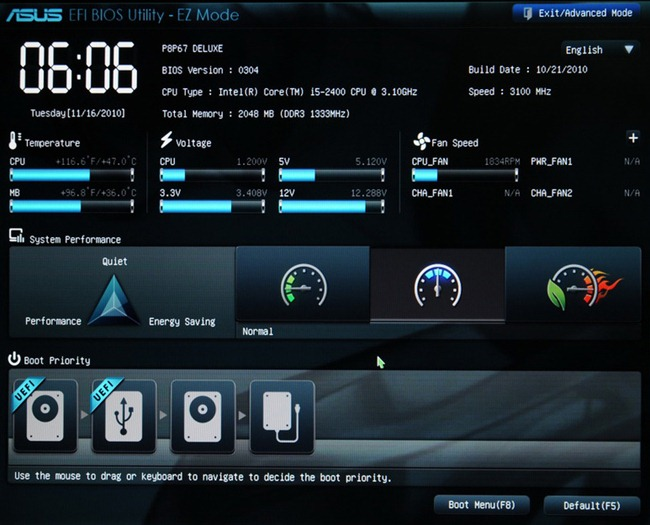 ASUS EFI BIOS Utility - EZ Mode
Exit/Advanced Mode
06:06
Tuesday[11/16/2010]
P8P67 DELUXE
English
BIOS Version : 0304
Build Date : 10/21/2010
CPU Type : Intel(R) Core(TM) i5-2400 CPU @ 3.10GHz
Speed : 3100 MHz
Total Memory : 2048 MB (DDR3 1333MHz)
Temperature
CPU +116.6°F/+47.0°C
MB +96.8°F/+36.0°C
Voltage
CPU 1.200V 5V 5.120V
3.3V 3.408V 12V 12.288V
Fan Speed
CPU_FAN 1834RPM PWR_FAN1 N/A
CHA_FAN1 N/A CHA_FAN2 N/A
System Performance
Quiet
Performance Energy Saving
Normal
Boot Priority
UEFI UEFI
Use the mouse to drag or keyboard to navigate to decide the boot priority.
Boot Menu(F8) Default(F5)